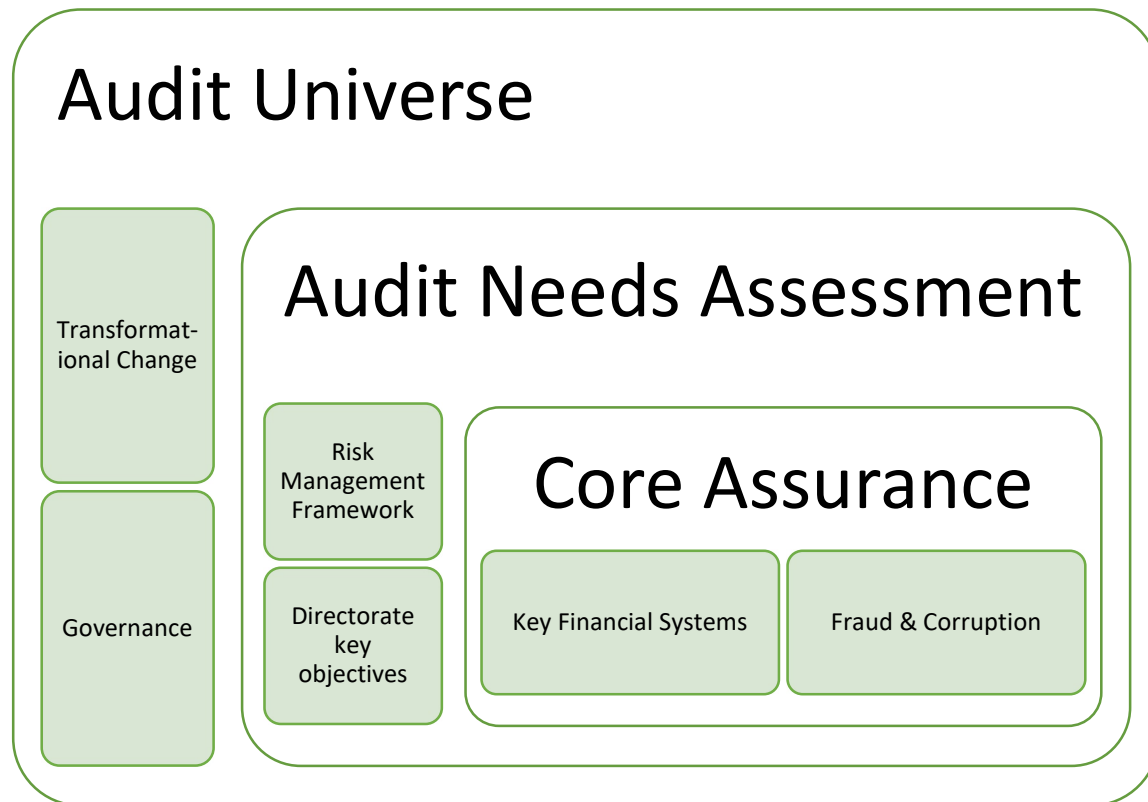 Audit Universe
Transformat-
ional Change
Governance
Audit Needs Assessment
Risk
Management
Framework
Directorate
key
objectives
Core Assurance
Key Financial Systems
Fraud & Corruption